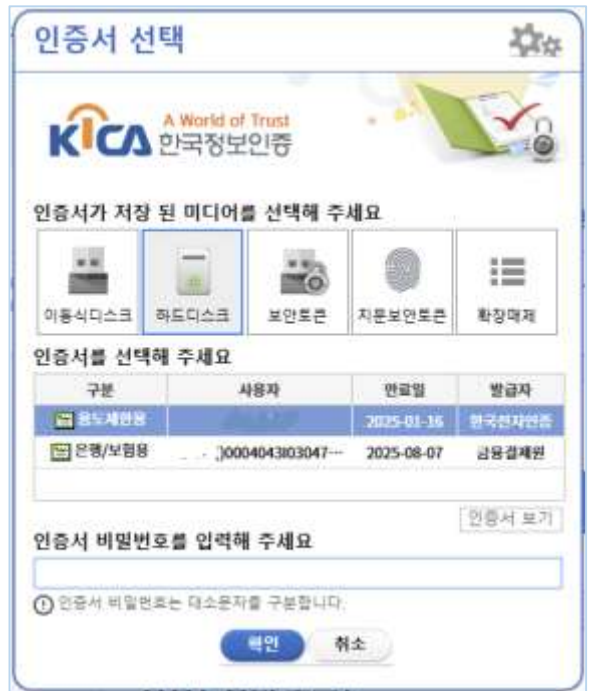 인증서 선택
KICA A World of Trust
한국정보인증
인증서가 저장 된 미디어를 선택해 주세요
이동식디스크 하드디스크 보안토큰 지문보안토큰 확장매체
인증서를 선택해 주세요
구분 사용자 만료일 발급자
용도제한용 2025-01-16 한국전자인증
은행/보험용 )0004043I03047··· 2025-08-07 금융결제원
인증서 보기
인증서 비밀번호를 입력해 주세요
인증서 비밀번호는 대소문자를 구분합니다.
확인 취소